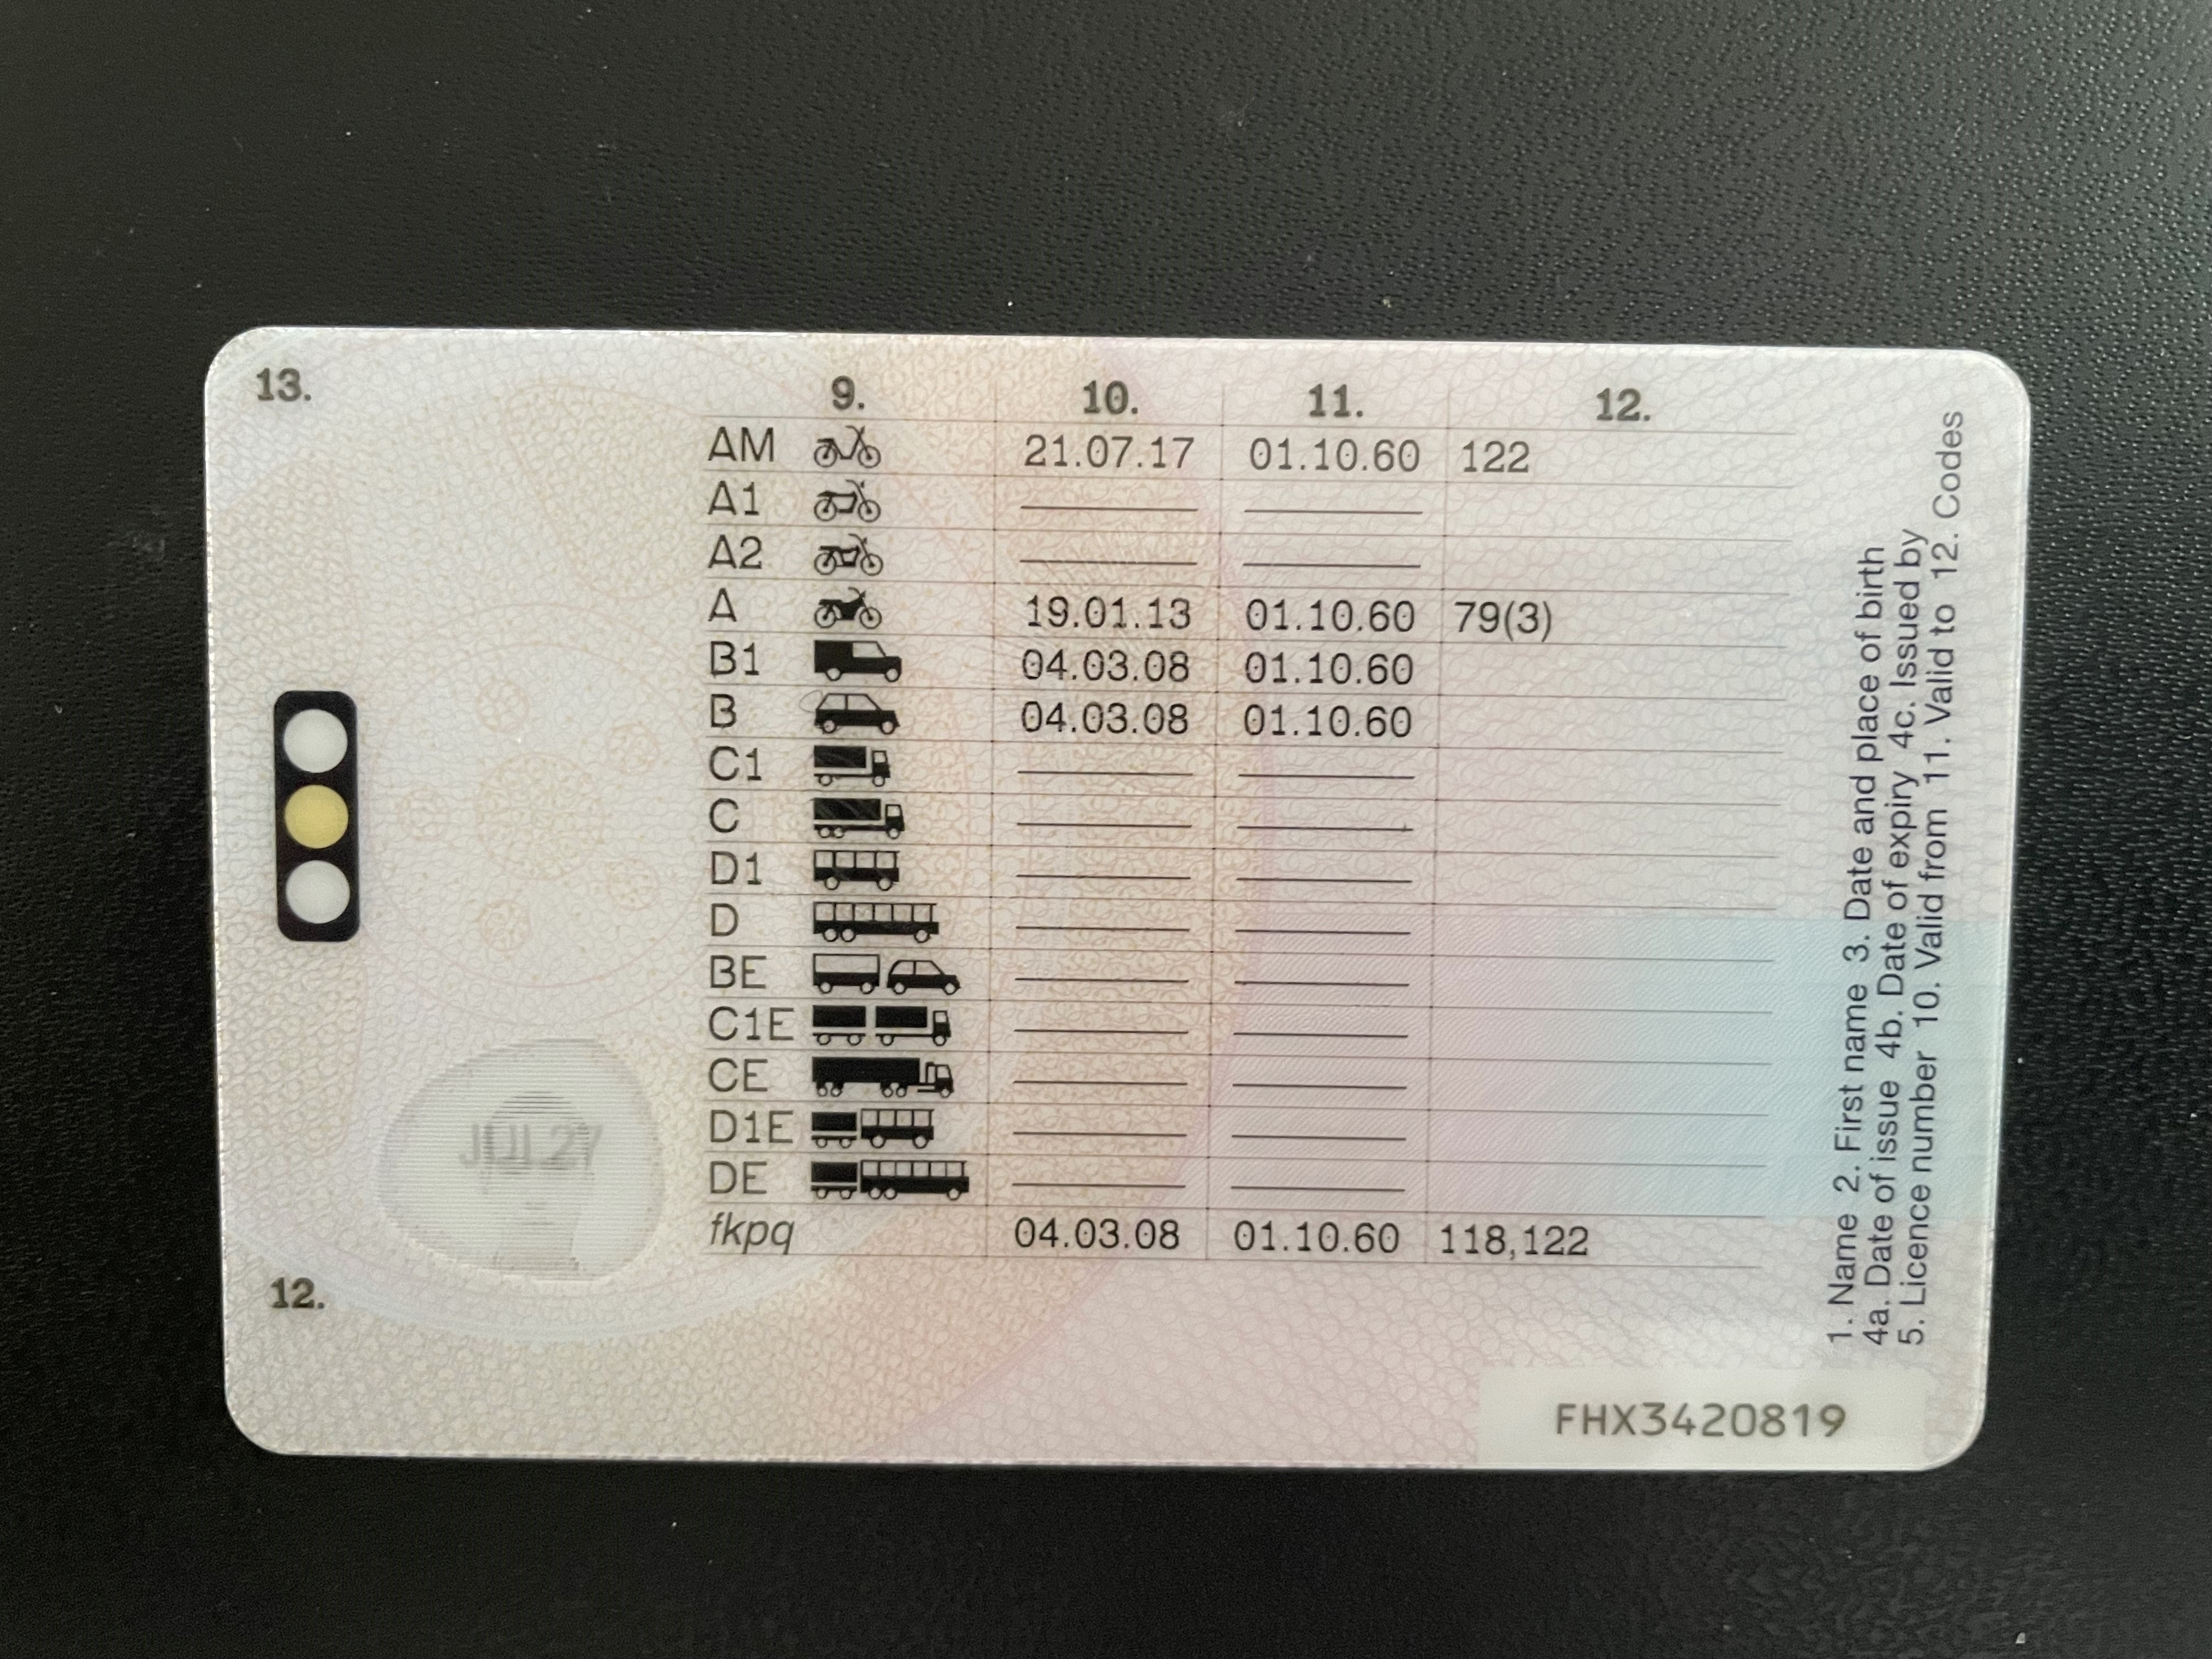 13.
9. 10. 11. 12.
AM 21.07.17 01.10.60 122
A1
A2
A 19.01.13 01.10.60 79(3)
B1 04.03.08 01.10.60
B 04.03.08 01.10.60
C1
C
D1
D
BE
C1E
CE
D1E
DE
fkpq 04.03.08 01.10.60 118,122
JUL27
12.
1. Name 2. First name 3. Date and place of birth
4a. Date of issue 4b. Date of expiry 4c. Issued by
5. Licence number 10. Valid from 11. Valid to 12. Codes
FHX3420819